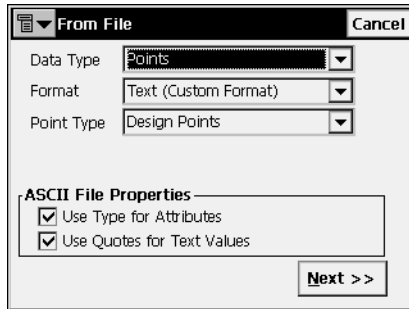 From File
Cancel
Data Type Points
Format Text (Custom Format)
Point Type Design Points
ASCII File Properties
Use Type for Attributes
Use Quotes for Text Values
Next >>